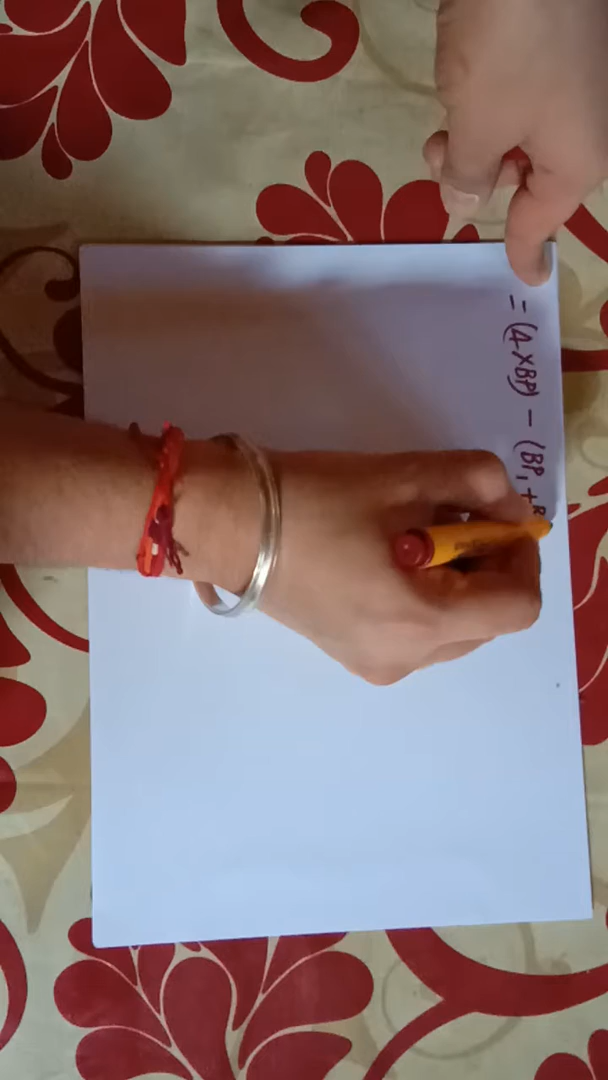 = (4×BP) − (BP₁ + B